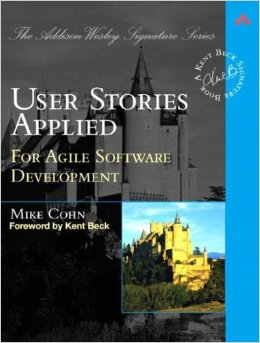 The Addison-Wesley Signature Series
A KENT BECK SIGNATURE BOOK
USER STORIES
APPLIED
FOR AGILE SOFTWARE
DEVELOPMENT
MIKE COHN
Foreword by Kent Beck